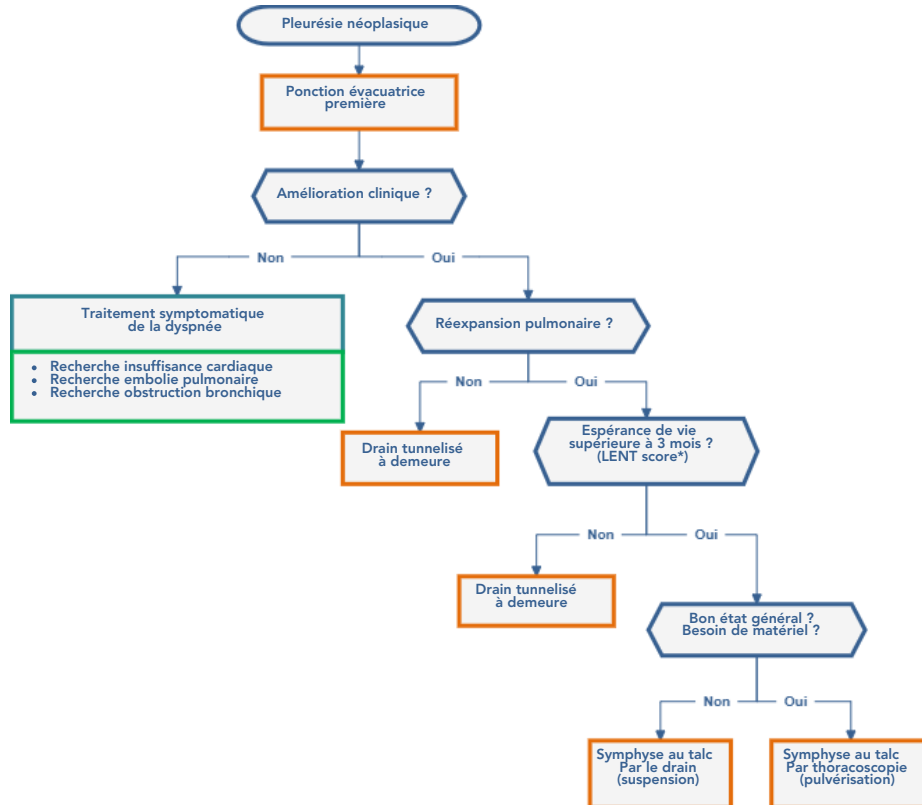 Pleurésie néoplasique
Ponction évacuatrice
première
Amélioration clinique ?
Non
Oui
Traitement symptomatique
de la dyspnée
• Recherche insuffisance cardiaque
• Recherche embolie pulmonaire
• Recherche obstruction bronchique
Réexpansion pulmonaire ?
Non
Oui
Drain tunnelisé
à demeure
Espérance de vie
supérieure à 3 mois ?
(LENT score*)
Non
Oui
Drain tunnelisé
à demeure
Bon état général ?
Besoin de matériel ?
Non
Oui
Symphyse au talc
Par le drain
(suspension)
Symphyse au talc
Par thoracoscopie
(pulvérisation)